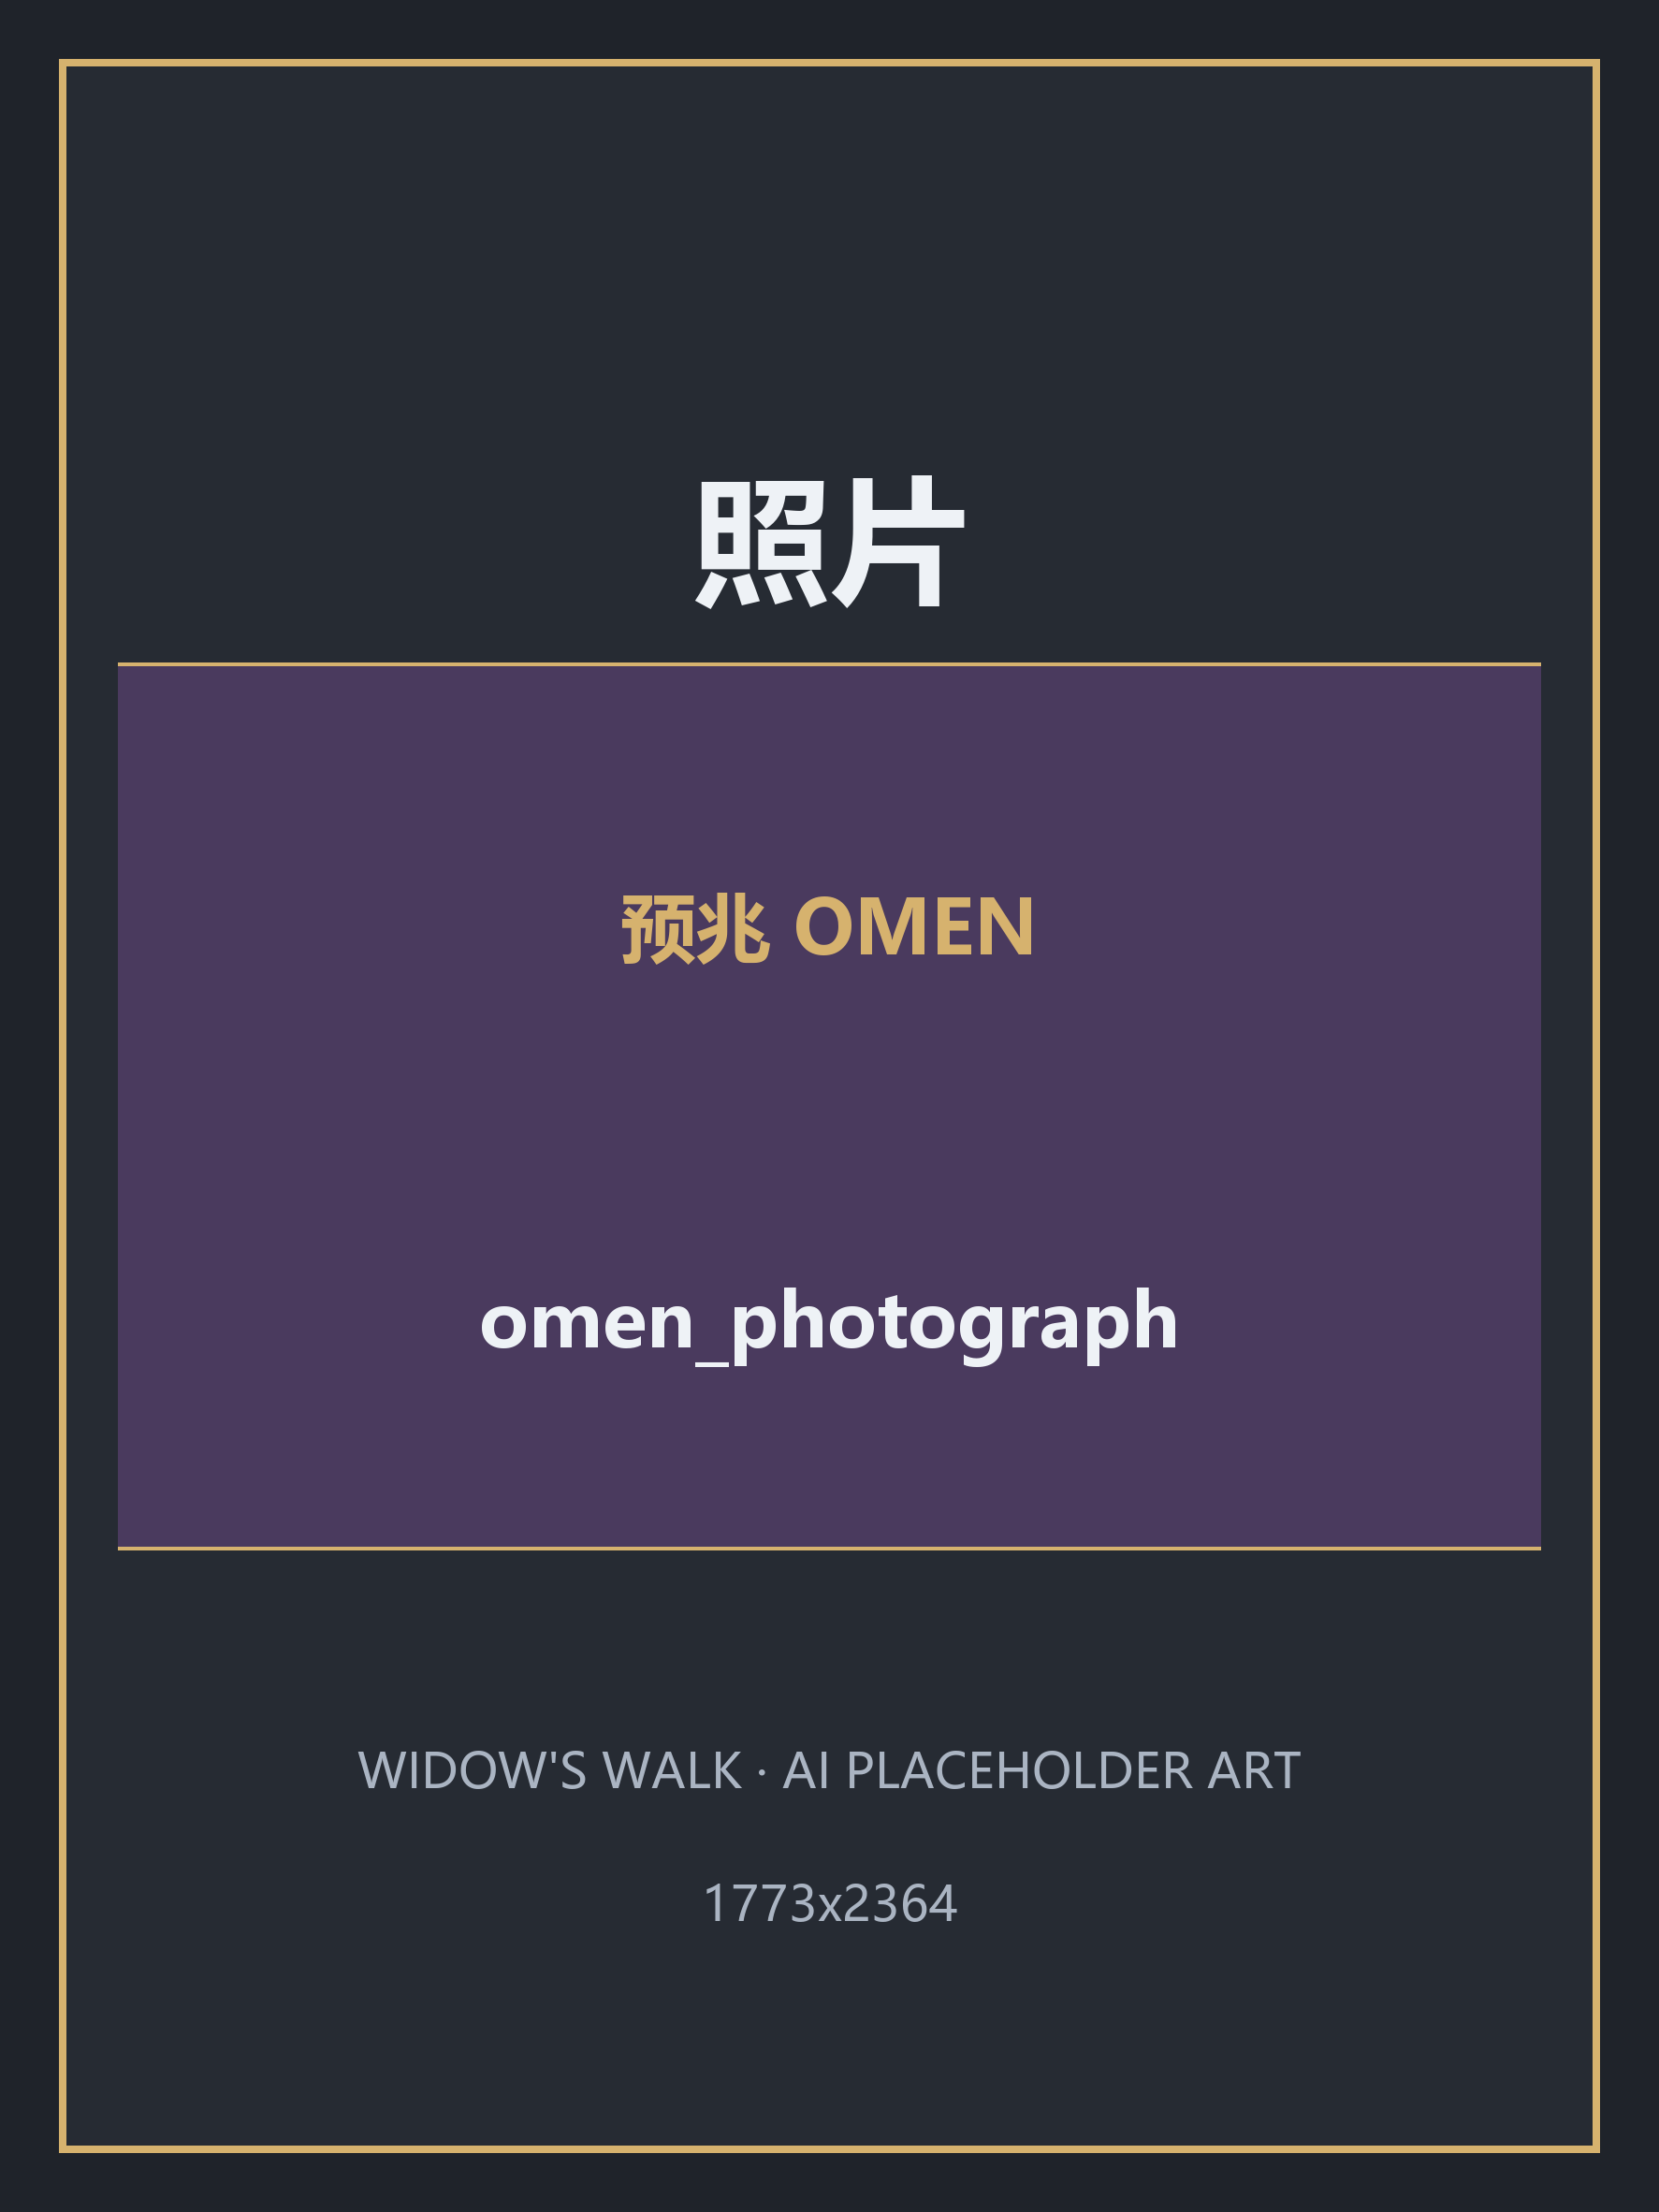 照片
预兆 OMEN
omen_photograph
WIDOW'S WALK · AI PLACEHOLDER ART
1773x2364